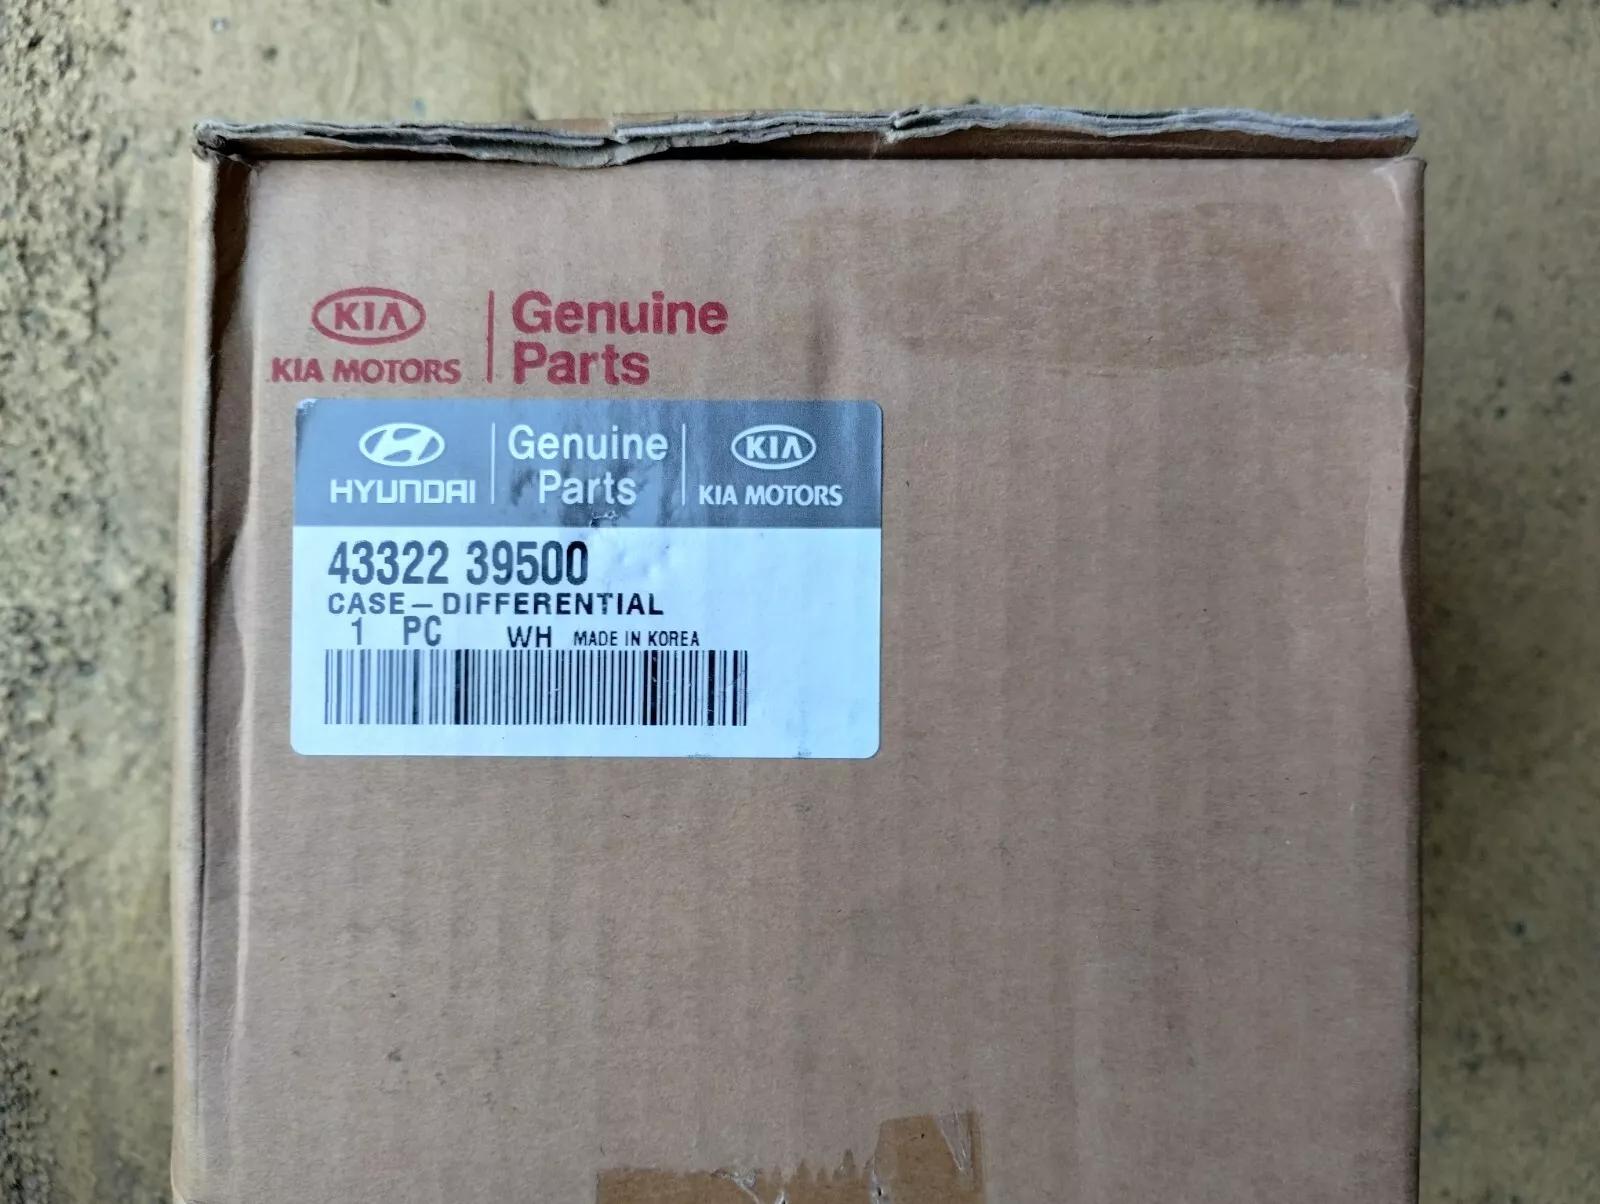 KIA
KIA MOTORS
Genuine
Parts
HYUNDAI
Genuine
Parts
KIA
KIA MOTORS
43322 39500
CASE-DIFFERENTIAL
1 PC WH MADE IN KOREA